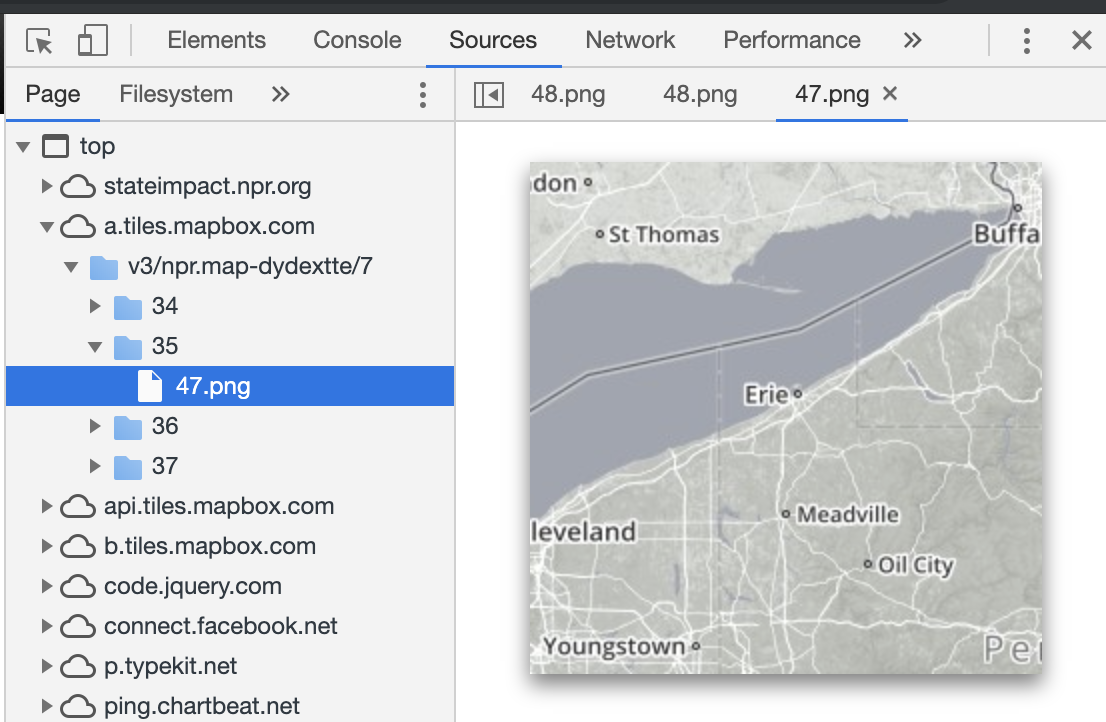 Elements Console Sources Network Performance
Page Filesystem
48.png 48.png 47.png
top
stateimpact.npr.org
a.tiles.mapbox.com
v3/npr.map-dydextte/7
34
35
47.png
36
37
api.tiles.mapbox.com
b.tiles.mapbox.com
code.jquery.com
connect.facebook.net
p.typekit.net
ping.chartbeat.net
don
St Thomas
Buffa
Erie
Meadville
leveland
Oil City
Youngstown
Pe